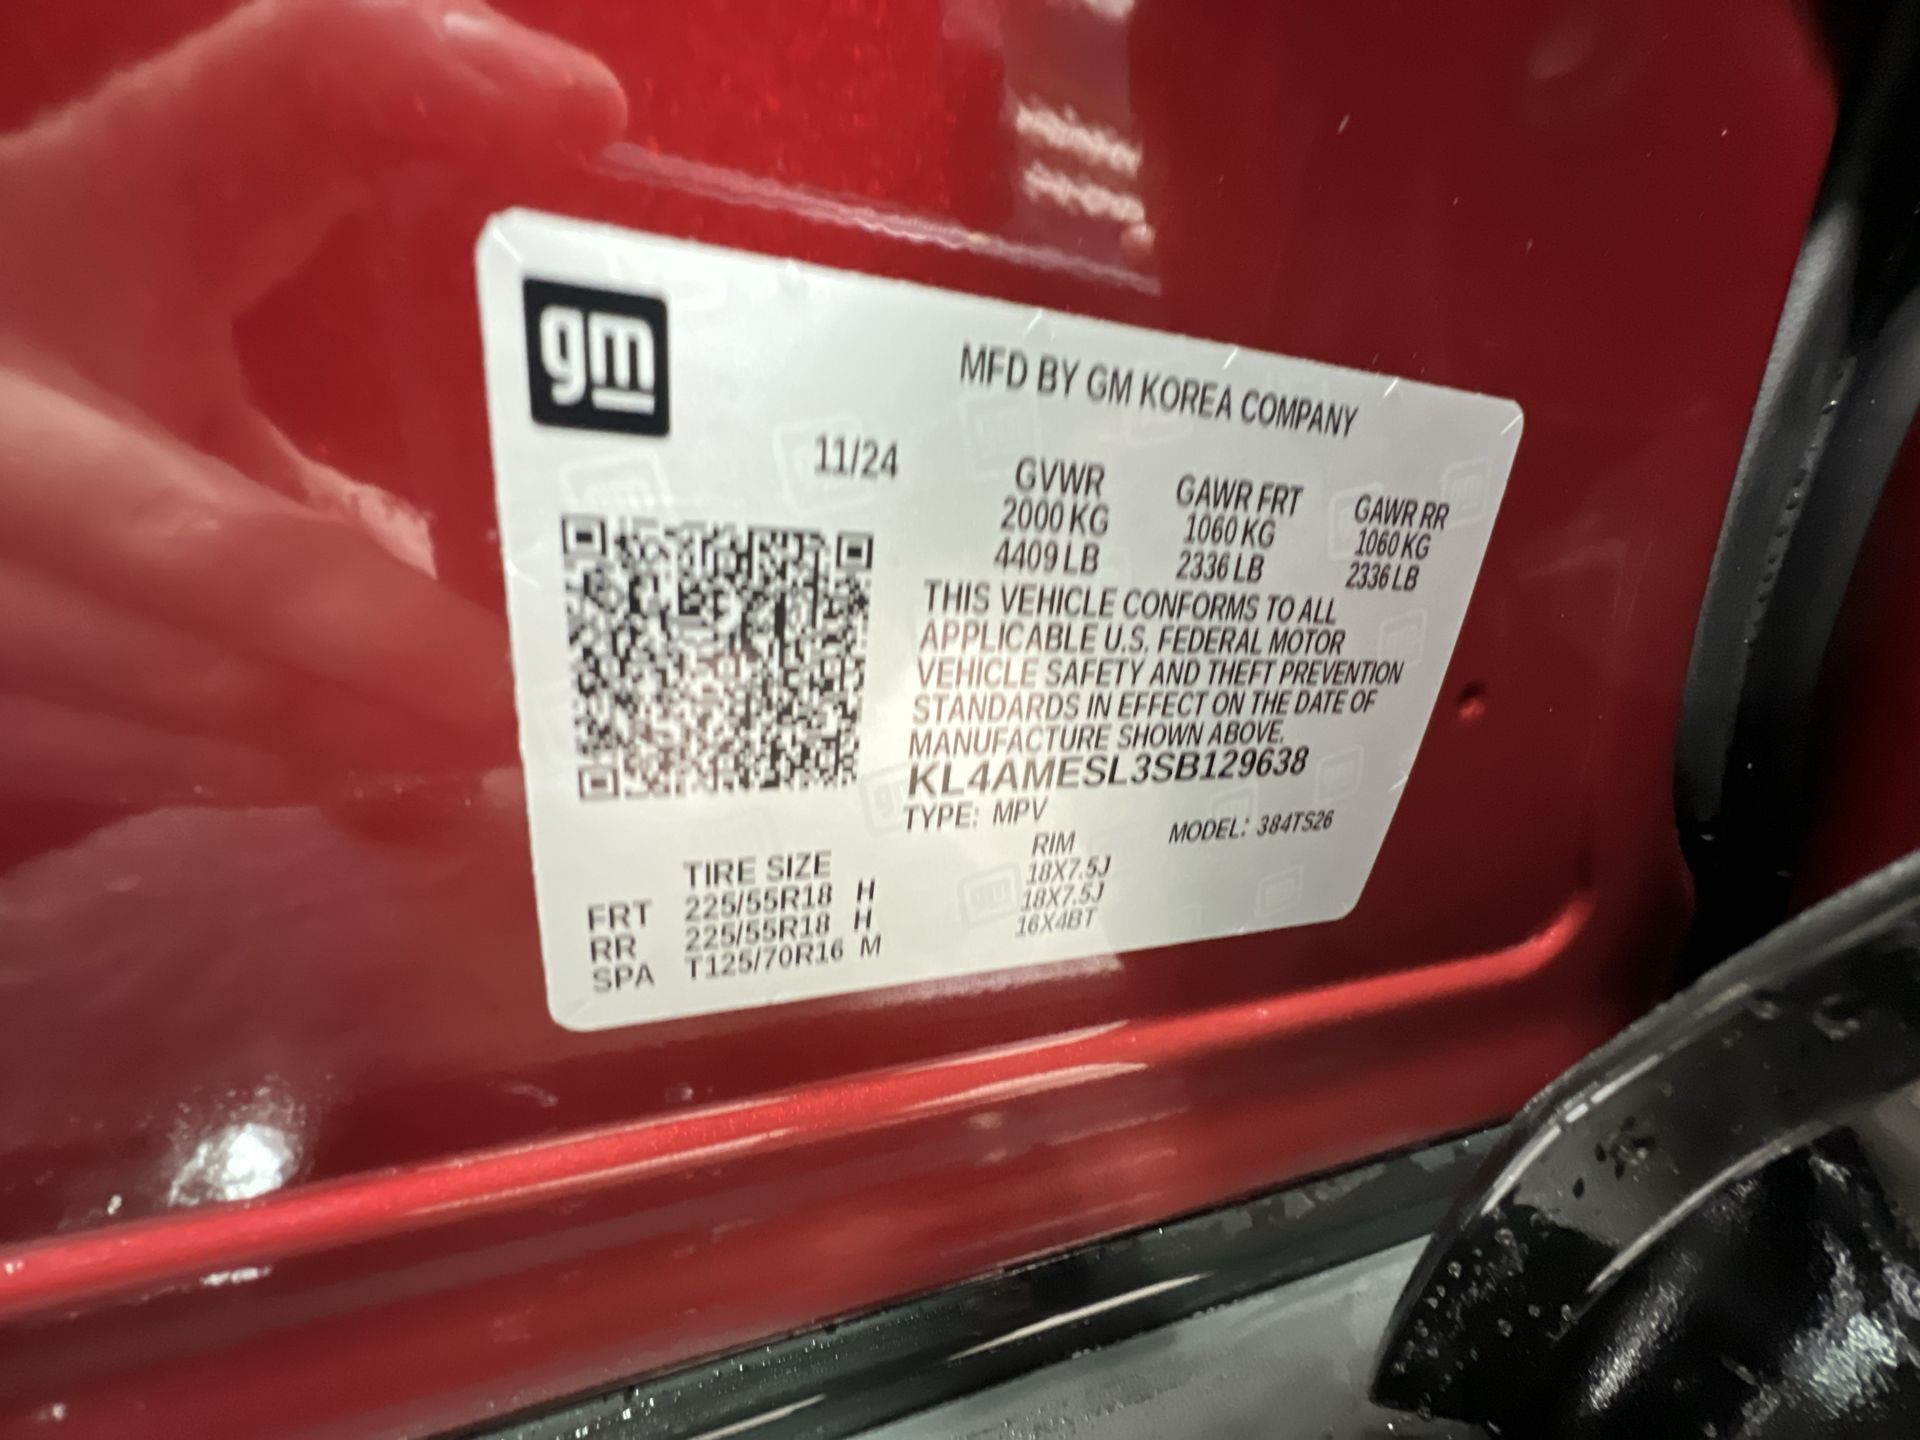 gm
MFD BY GM KOREA COMPANY
11/24
GVWR GAWR FRT GAWR RR
2000 KG 1060 KG 1060 KG
4409 LB 2336 LB 2336 LB
THIS VEHICLE CONFORMS TO ALL
APPLICABLE U.S. FEDERAL MOTOR
VEHICLE SAFETY AND THEFT PREVENTION
STANDARDS IN EFFECT ON THE DATE OF
MANUFACTURE SHOWN ABOVE.
KL4AMESL3SB129638
TYPE: MPV MODEL: 384TS26
TIRE SIZE RIM
FRT 225/55R18 H 18X7.5J
RR 225/55R18 H 18X7.5J
SPA T125/70R16 M 16X4BT